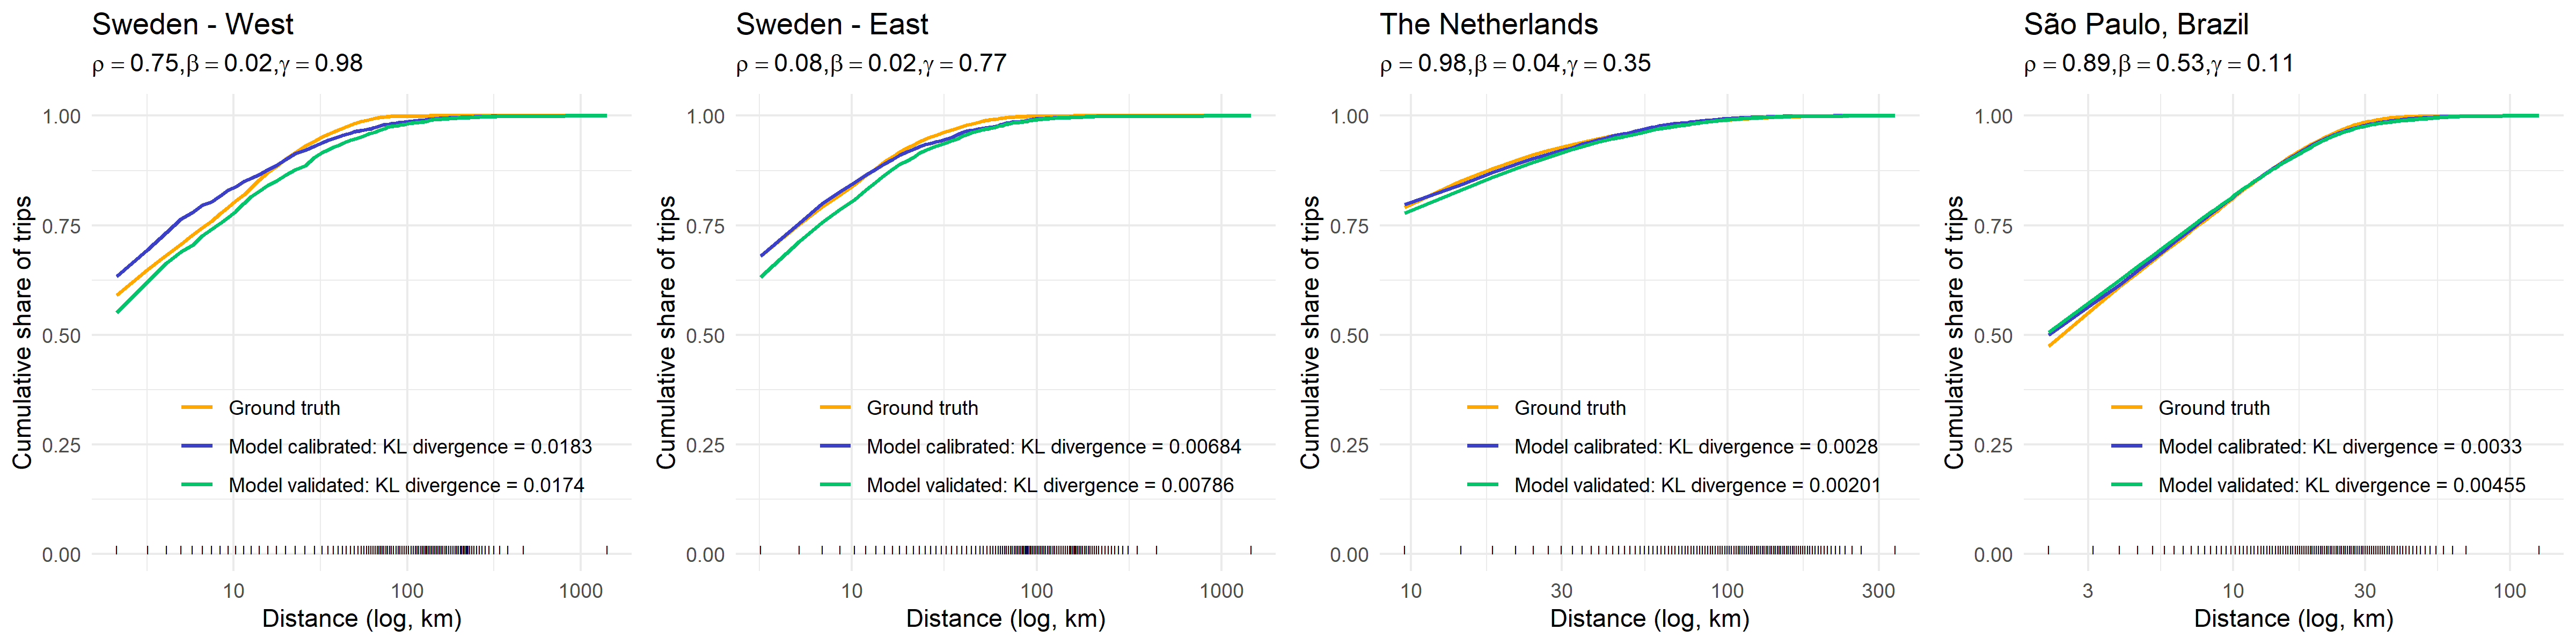 Sweden - West
ρ = 0.75,β = 0.02,γ = 0.98
Cumulative share of trips
1.00
0.75
0.50
0.25
0.00
Ground truth
Model calibrated: KL divergence = 0.0183
Model validated: KL divergence = 0.0174
10
100
1000
Distance (log, km)
Sweden - East
ρ = 0.08,β = 0.02,γ = 0.77
Cumulative share of trips
1.00
0.75
0.50
0.25
0.00
Ground truth
Model calibrated: KL divergence = 0.00684
Model validated: KL divergence = 0.00786
10
100
1000
Distance (log, km)
The Netherlands
ρ = 0.98,β = 0.04,γ = 0.35
Cumulative share of trips
1.00
0.75
0.50
0.25
0.00
Ground truth
Model calibrated: KL divergence = 0.0028
Model validated: KL divergence = 0.00201
10
30
100
300
Distance (log, km)
São Paulo, Brazil
ρ = 0.89,β = 0.53,γ = 0.11
Cumulative share of trips
1.00
0.75
0.50
0.25
0.00
Ground truth
Model calibrated: KL divergence = 0.0033
Model validated: KL divergence = 0.00455
3
10
30
100
Distance (log, km)